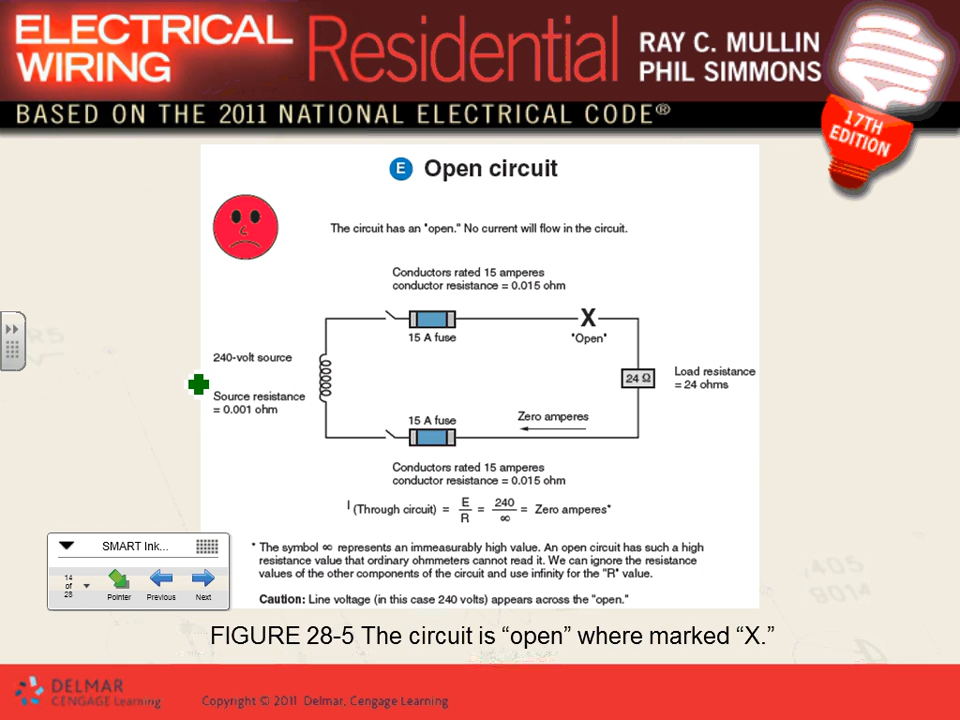 ELECTRICAL
WIRING
Residential
RAY C. MULLIN
PHIL SIMMONS
BASED ON THE 2011 NATIONAL ELECTRICAL CODE®
17TH
EDITION
E Open circuit
The circuit has an "open." No current will flow in the circuit.
Conductors rated 15 amperes
conductor resistance = 0.015 ohm
15 A fuse
X
"Open"
240-volt source
Source resistance
= 0.001 ohm
24 Ω
Load resistance
= 24 ohms
15 A fuse
Zero amperes
Conductors rated 15 amperes
conductor resistance = 0.015 ohm
I (Through circuit) = E/R = 240/∞ = Zero amperes*
* The symbol ∞ represents an immeasurably high value. An open circuit has such a high
resistance value that ordinary ohmmeters cannot read it. We can ignore the resistance
values of the other components of the circuit and use infinity for the "R" value.
Caution: Line voltage (in this case 240 volts) appears across the "open."
SMART Ink...
14
of
28
Pointer
Previous
Next
FIGURE 28-5 The circuit is “open” where marked “X.”
405
9014
DELMAR
CENGAGE Learning
Copyright © 2011 Delmar, Cengage Learning